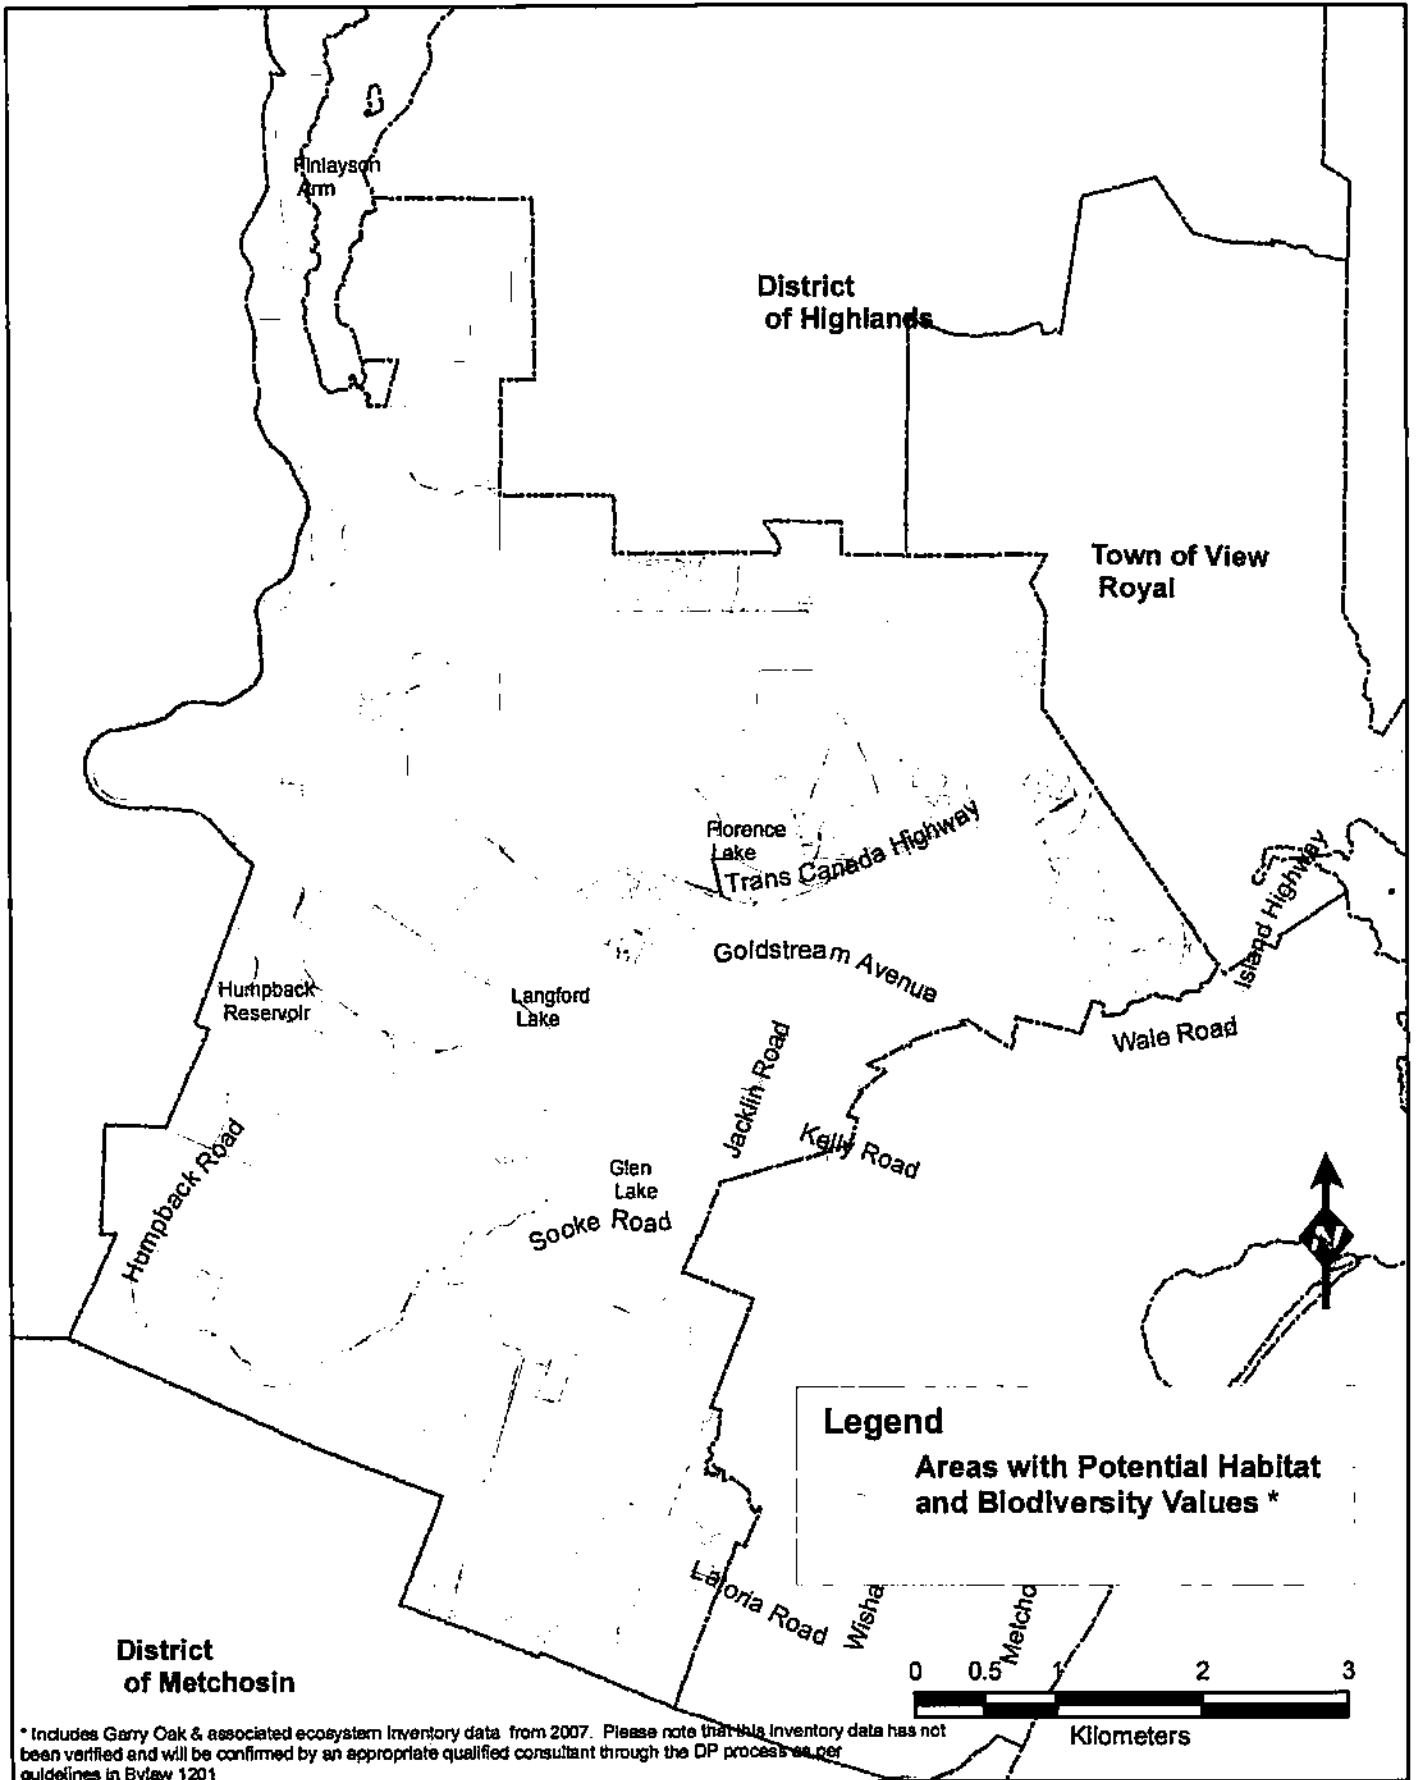 Finlayson
Arm
District
of Highlands
Town of View
Royal
Florence
Lake
Trans Canada Highway
Island Highway
Goldstream Avenue
Humpback
Reservoir
Langford
Lake
Wale Road
Jacklin Road
Kelly Road
Humpback Road
Glen
Lake
Sooke Road
N
Legend
Areas with Potential Habitat
and Biodiversity Values *
Road
Wisha
Metcho
District
of Metchosin
0 0.5 1 2 3
Kilometers
* Includes Garry Oak & associated ecosystem inventory data from 2007. Please note that this inventory data has not
been verified and will be confirmed by an appropriate qualified consultant through the DP process as per
guidelines in Bylaw 1201